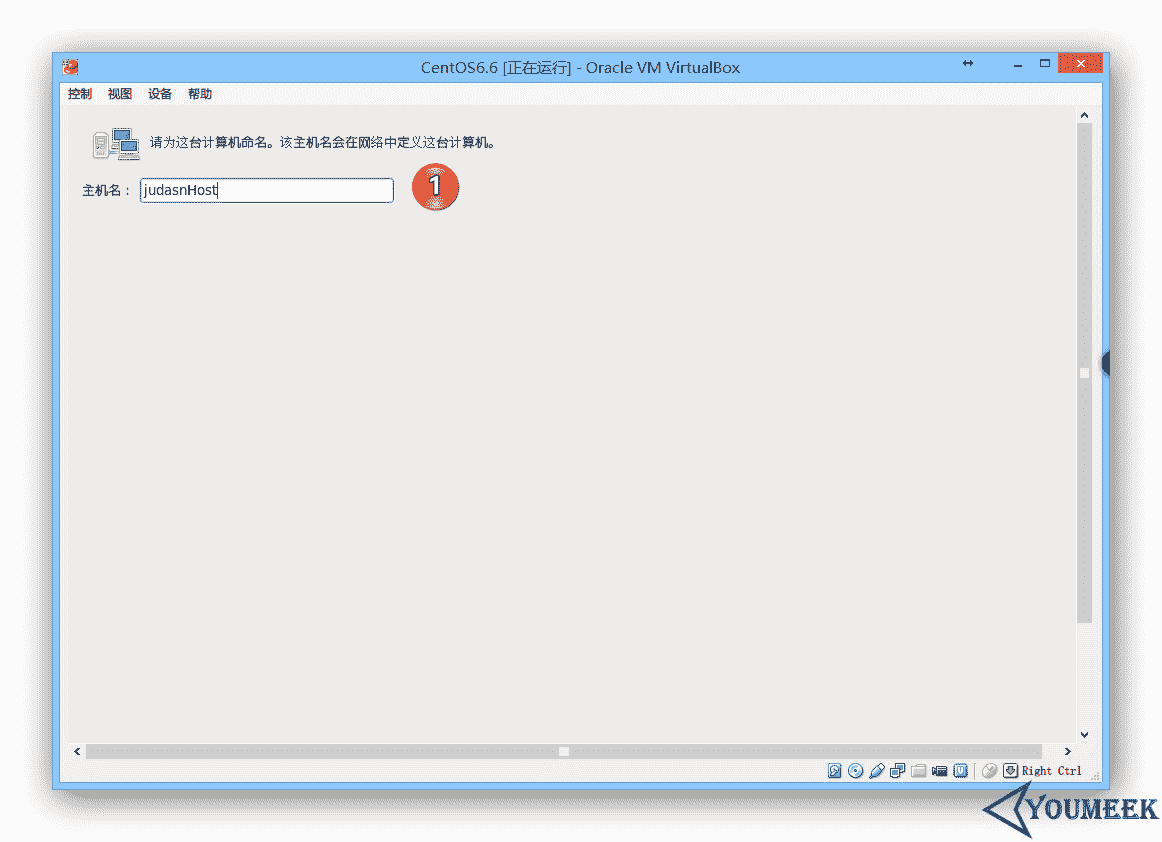 CentOS6.6 [正在运行] - Oracle VM VirtualBox
控制 视图 设备 帮助
请为这台计算机命名。该主机名会在网络中定义这台计算机。
主机名： judasnHost
1
Right Ctrl
YOUMEEK